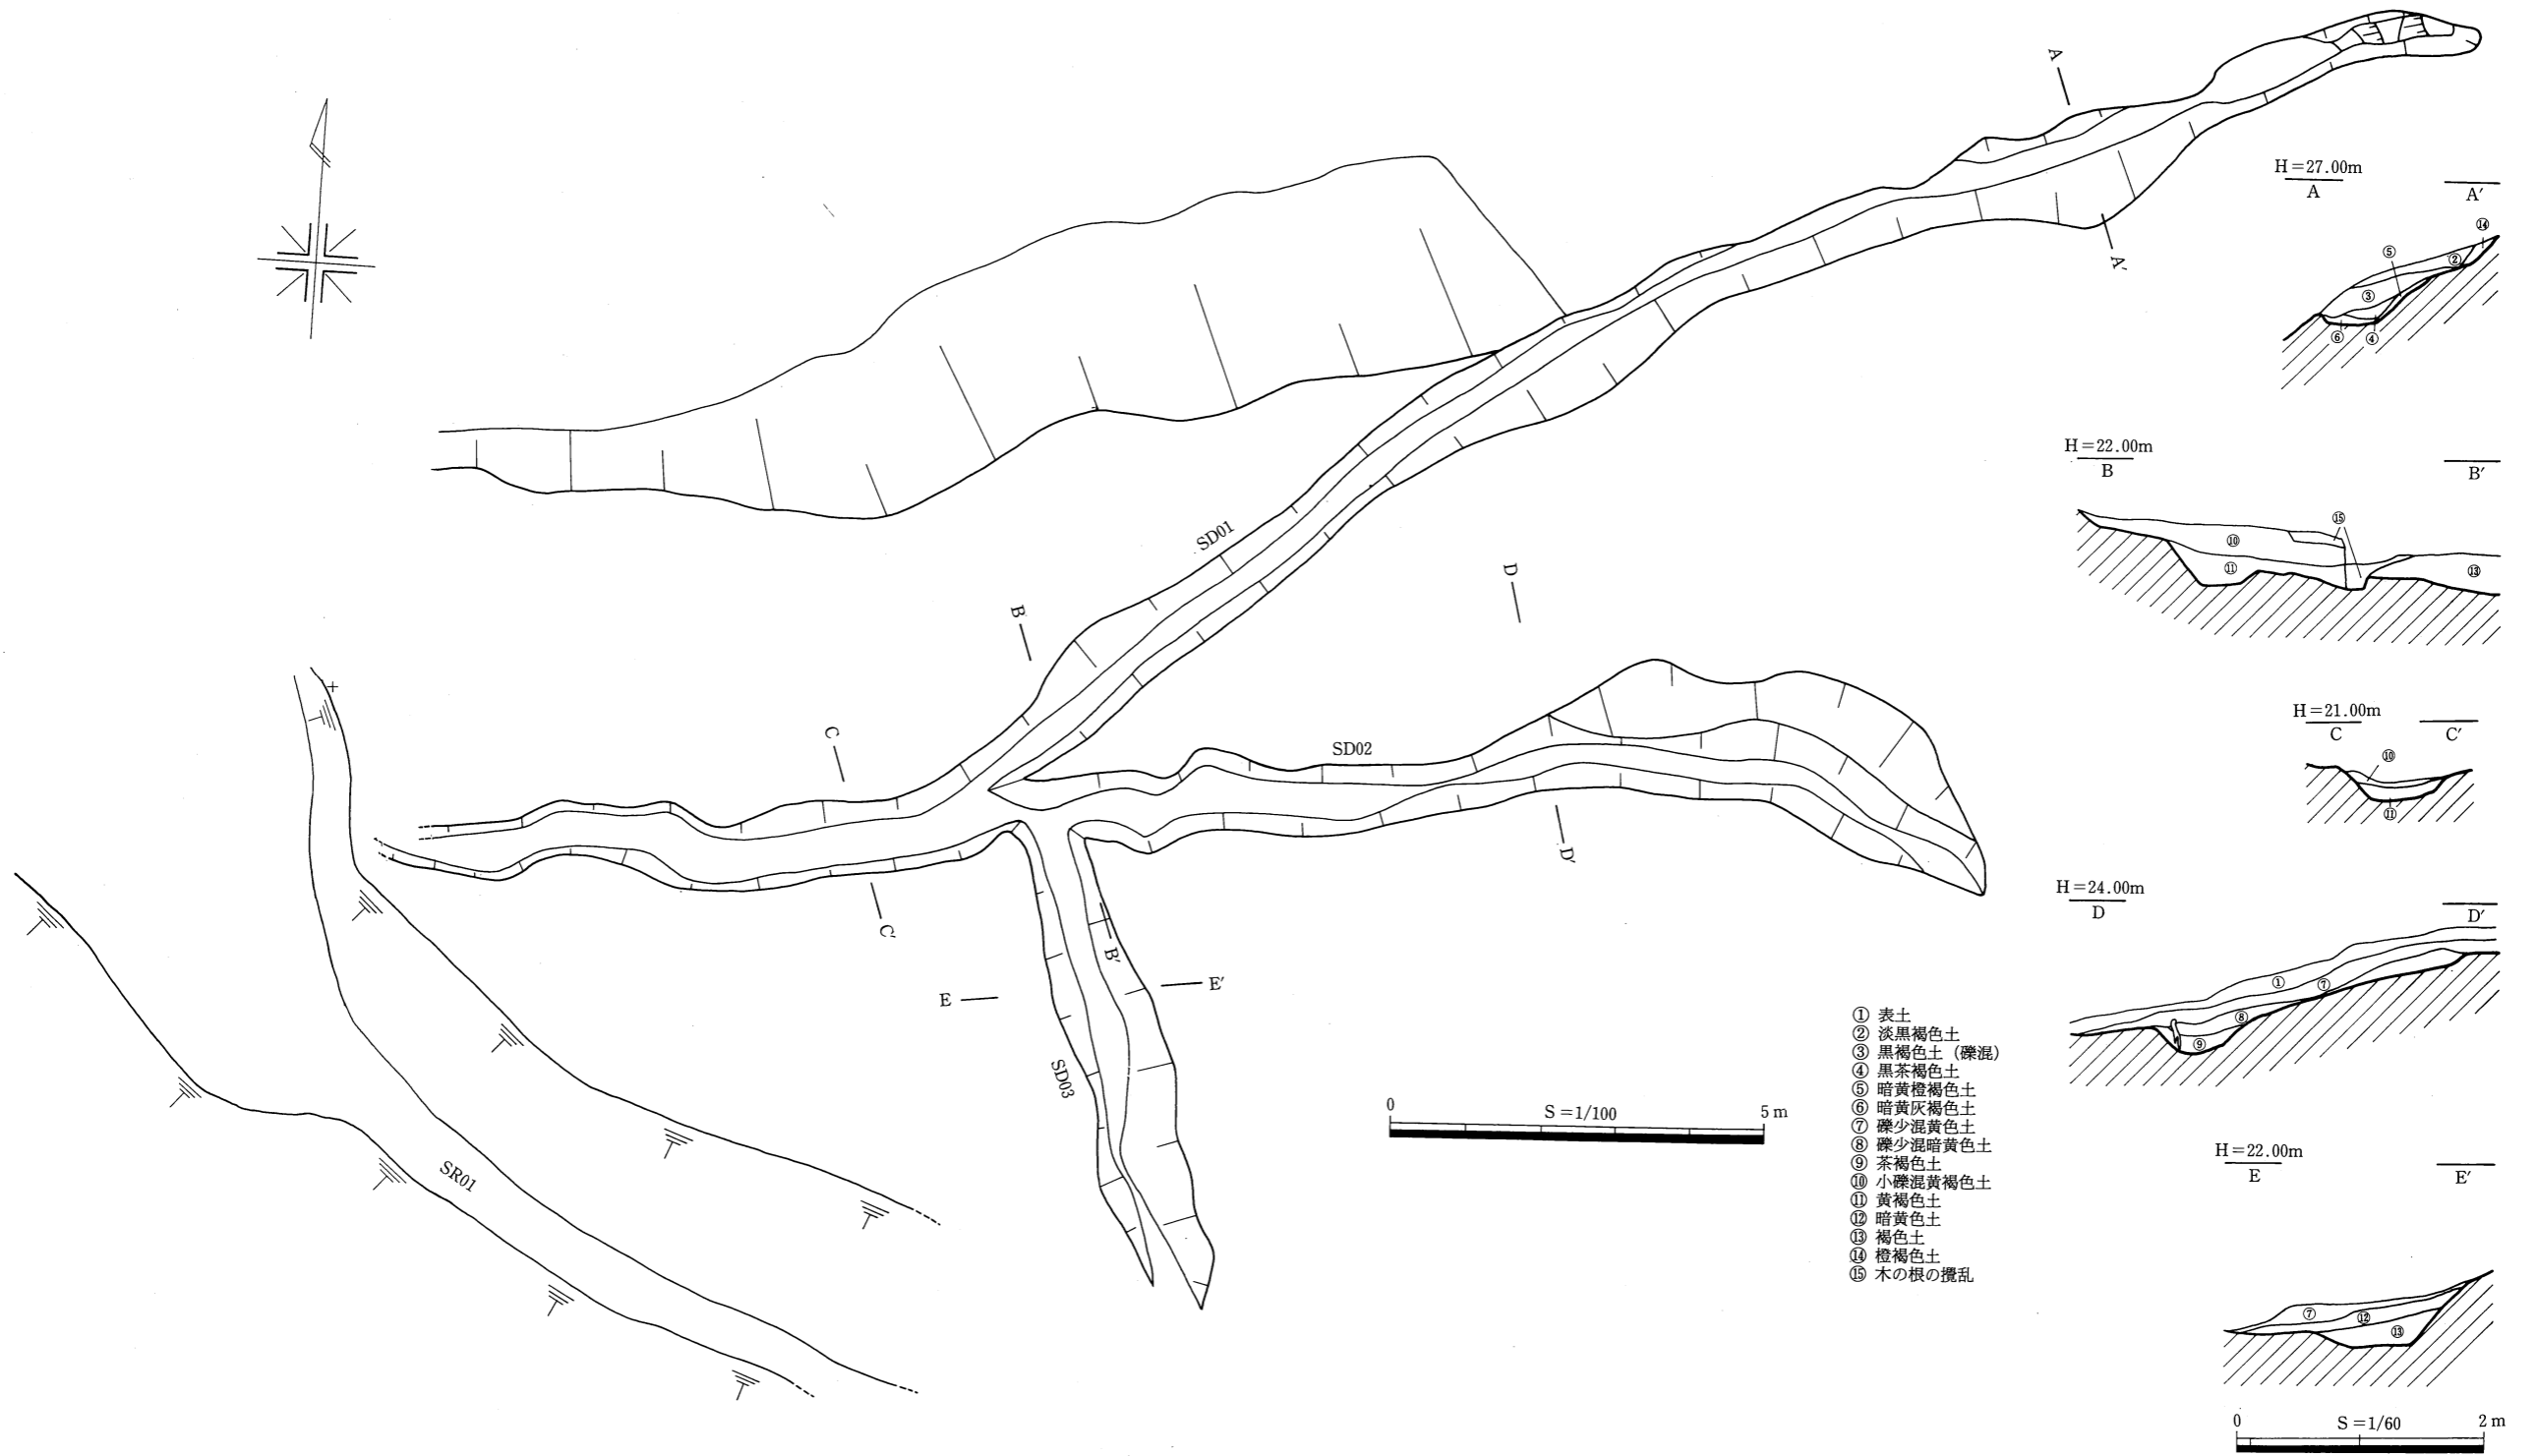 A
A′
H=27.00m
A
A′
⑭
⑤
②
③
⑥
④
H=22.00m
B
B′
⑮
⑩
⑪
⑬
SD01
D
B
C
SD02
H=21.00m
C
C′
⑩
⑪
D′
H=24.00m
D
D′
①
⑦
⑧
⑨
C′
B′
E
E′
SD03
SR01
0
S=1/100
5m
① 表土
② 淡黒褐色土
③ 黒褐色土（礫混）
④ 黒茶褐色土
⑤ 暗黄橙褐色土
⑥ 暗黄灰褐色土
⑦ 礫少混黄色土
⑧ 礫少混暗黄色土
⑨ 茶褐色土
⑩ 小礫混黄褐色土
⑪ 黄褐色土
⑫ 暗黄色土
⑬ 褐色土
⑭ 橙褐色土
⑮ 木の根の攪乱
H=22.00m
E
E′
⑦
⑫
⑬
0
S=1/60
2m